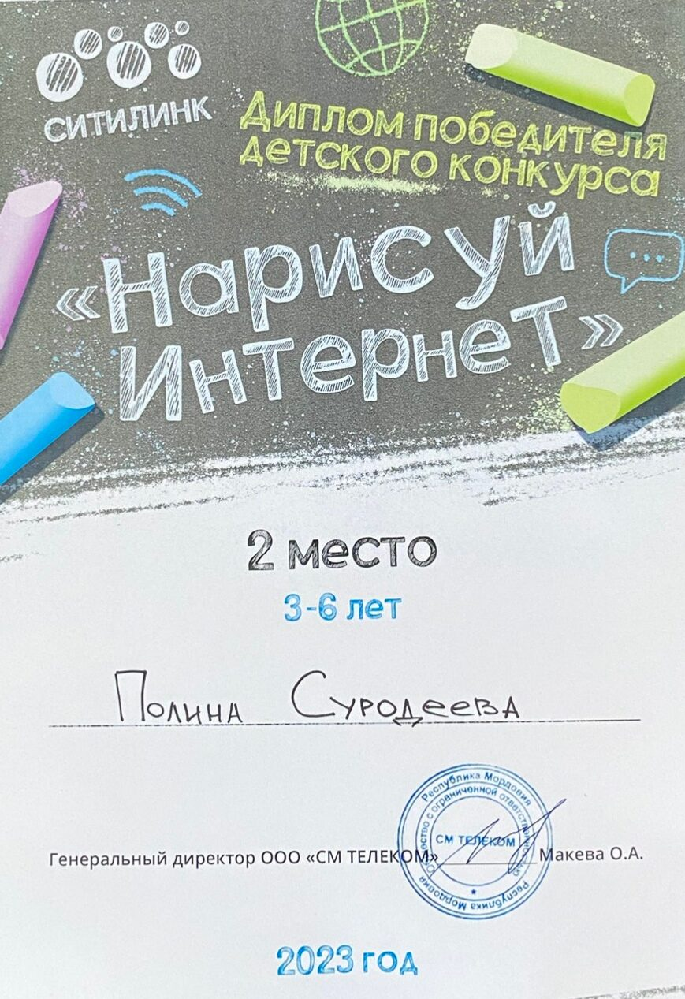 СИТИЛИНК
Диплом победителя
детского конкурса
«Нарисуй
Интернет»
2 место
3-6 лет
Полина Суродеева
Республика Мордовия
Общество с ограниченной ответственностью
СМ ТЕЛЕКОМ
Республика Мордовия
Генеральный директор ООО «СМ ТЕЛЕКОМ» Макева О.А.
2023 год